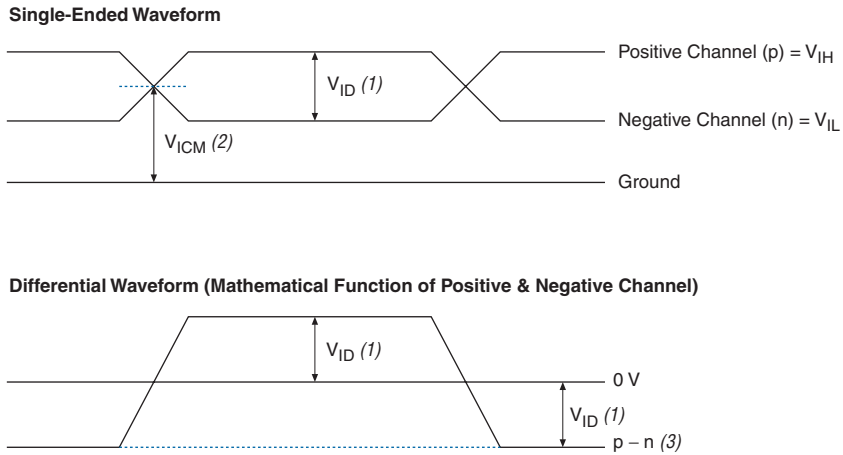 Single-Ended Waveform
Positive Channel (p) = VIH
VID (1)
Negative Channel (n) = VIL
VICM (2)
Ground
Differential Waveform (Mathematical Function of Positive & Negative Channel)
VID (1)
0 V
VID (1)
p − n (3)